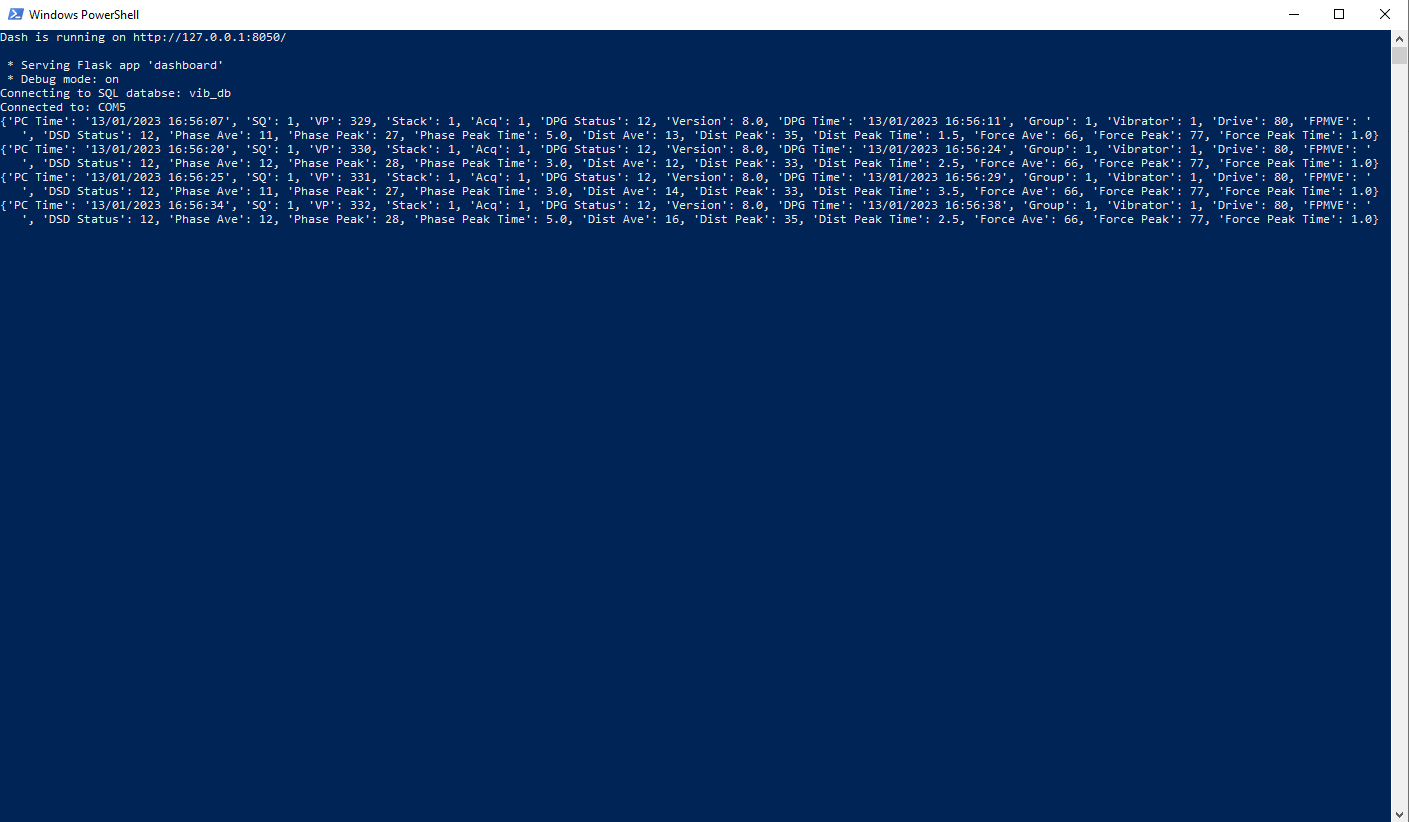 Windows PowerShell
Dash is running on http://127.0.0.1:8050/
* Serving Flask app 'dashboard'
* Debug mode: on
Connecting to SQL databse: vib_db
Connected to: COM5
{'PC Time': '13/01/2023 16:56:07', 'SQ': 1, 'VP': 329, 'Stack': 1, 'Acq': 1, 'DPG Status': 12, 'Version': 8.0, 'DPG Time': '13/01/2023 16:56:11', 'Group': 1, 'Vibrator': 1, 'Drive': 80, 'FPMVE': '
', 'DSD Status': 12, 'Phase Ave': 11, 'Phase Peak': 27, 'Phase Peak Time': 5.0, 'Dist Ave': 13, 'Dist Peak': 35, 'Dist Peak Time': 1.5, 'Force Ave': 66, 'Force Peak': 77, 'Force Peak Time': 1.0}
{'PC Time': '13/01/2023 16:56:20', 'SQ': 1, 'VP': 330, 'Stack': 1, 'Acq': 1, 'DPG Status': 12, 'Version': 8.0, 'DPG Time': '13/01/2023 16:56:24', 'Group': 1, 'Vibrator': 1, 'Drive': 80, 'FPMVE': '
', 'DSD Status': 12, 'Phase Ave': 12, 'Phase Peak': 28, 'Phase Peak Time': 3.0, 'Dist Ave': 12, 'Dist Peak': 33, 'Dist Peak Time': 2.5, 'Force Ave': 66, 'Force Peak': 77, 'Force Peak Time': 1.0}
{'PC Time': '13/01/2023 16:56:25', 'SQ': 1, 'VP': 331, 'Stack': 1, 'Acq': 1, 'DPG Status': 12, 'Version': 8.0, 'DPG Time': '13/01/2023 16:56:29', 'Group': 1, 'Vibrator': 1, 'Drive': 80, 'FPMVE': '
', 'DSD Status': 12, 'Phase Ave': 11, 'Phase Peak': 27, 'Phase Peak Time': 3.0, 'Dist Ave': 14, 'Dist Peak': 33, 'Dist Peak Time': 3.5, 'Force Ave': 66, 'Force Peak': 77, 'Force Peak Time': 1.0}
{'PC Time': '13/01/2023 16:56:34', 'SQ': 1, 'VP': 332, 'Stack': 1, 'Acq': 1, 'DPG Status': 12, 'Version': 8.0, 'DPG Time': '13/01/2023 16:56:38', 'Group': 1, 'Vibrator': 1, 'Drive': 80, 'FPMVE': '
', 'DSD Status': 12, 'Phase Ave': 12, 'Phase Peak': 28, 'Phase Peak Time': 5.0, 'Dist Ave': 16, 'Dist Peak': 35, 'Dist Peak Time': 2.5, 'Force Ave': 66, 'Force Peak': 77, 'Force Peak Time': 1.0}